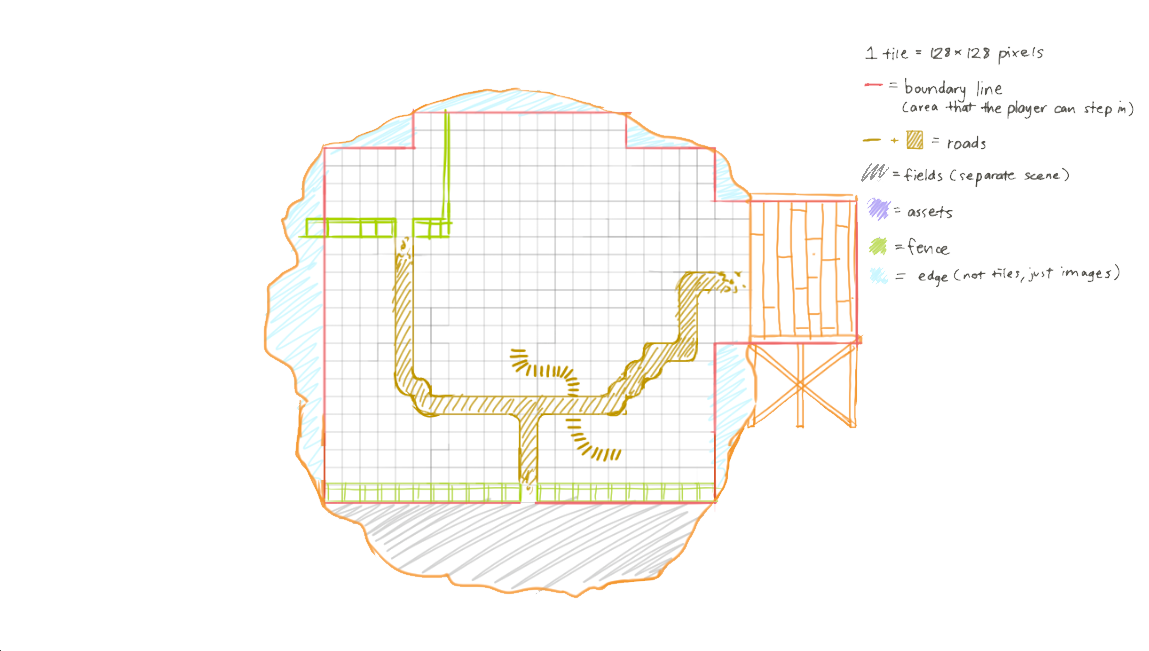 1 tile = 128×128 pixels
= boundary line
(area that the player can step in)
+ = roads
= fields (separate scene)
= assets
= fence
= edge (not tiles, just images)